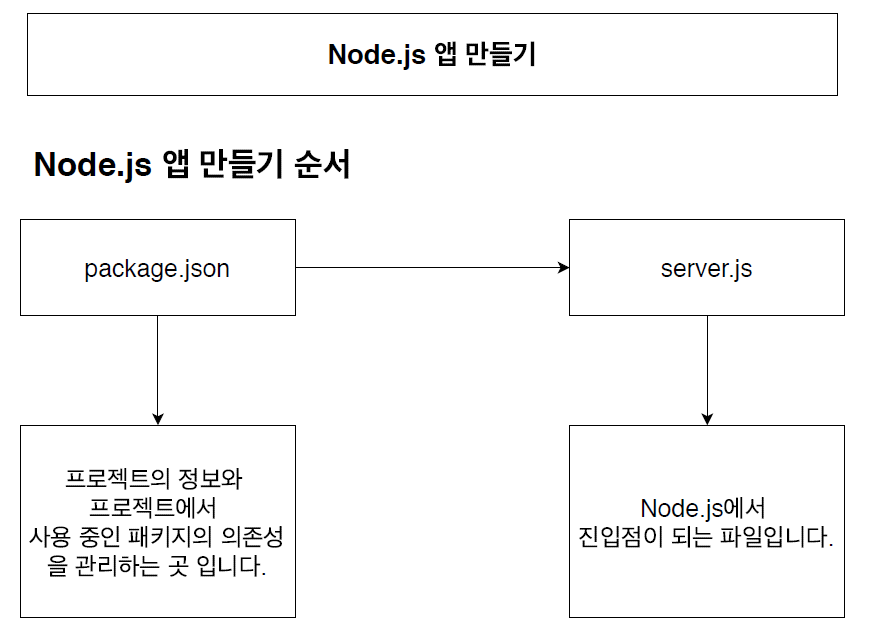 Node.js 앱 만들기
Node.js 앱 만들기 순서
package.json
server.js
프로젝트의 정보와
프로젝트에서
사용 중인 패키지의 의존성
을 관리하는 곳 입니다.
Node.js에서
진입점이 되는 파일입니다.